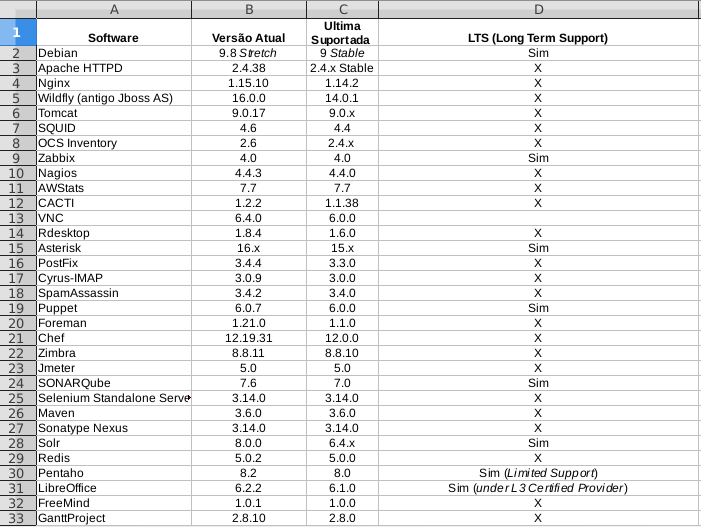 A B C D
1 Software Versão Atual Ultima Suportada LTS (Long Term Support)
2 Debian 9.8 Stretch 9 Stable Sim
3 Apache HTTPD 2.4.38 2.4.x Stable X
4 Nginx 1.15.10 1.14.2 X
5 Wildfly (antigo Jboss AS) 16.0.0 14.0.1 X
6 Tomcat 9.0.17 9.0.x X
7 SQUID 4.6 4.4 X
8 OCS Inventory 2.6 2.4.x X
9 Zabbix 4.0 4.0 Sim
10 Nagios 4.4.3 4.4.0 X
11 AWStats 7.7 7.7 X
12 CACTI 1.2.2 1.1.38 X
13 VNC 6.4.0 6.0.0
14 Rdesktop 1.8.4 1.6.0 X
15 Asterisk 16.x 15.x Sim
16 PostFix 3.4.4 3.3.0 X
17 Cyrus-IMAP 3.0.9 3.0.0 X
18 SpamAssassin 3.4.2 3.4.0 X
19 Puppet 6.0.7 6.0.0 Sim
20 Foreman 1.21.0 1.1.0 X
21 Chef 12.19.31 12.0.0 X
22 Zimbra 8.8.11 8.8.10 X
23 Jmeter 5.0 5.0 X
24 SONARQube 7.6 7.0 Sim
25 Selenium Standalone Serve 3.14.0 3.14.0 X
26 Maven 3.6.0 3.6.0 X
27 Sonatype Nexus 3.14.0 3.14.0 X
28 Solr 8.0.0 6.4.x Sim
29 Redis 5.0.2 5.0.0 X
30 Pentaho 8.2 8.0 Sim (Limited Support)
31 LibreOffice 6.2.2 6.1.0 Sim (under L3 Certified Provider)
32 FreeMind 1.0.1 1.0.0 X
33 GanttProject 2.8.10 2.8.0 X